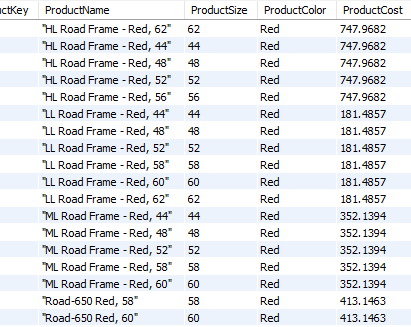 uctKey ProductName ProductSize ProductColor ProductCost
"HL Road Frame - Red, 62" 62 Red 747.9682
"HL Road Frame - Red, 44" 44 Red 747.9682
"HL Road Frame - Red, 48" 48 Red 747.9682
"HL Road Frame - Red, 52" 52 Red 747.9682
"HL Road Frame - Red, 56" 56 Red 747.9682
"LL Road Frame - Red, 44" 44 Red 181.4857
"LL Road Frame - Red, 48" 48 Red 181.4857
"LL Road Frame - Red, 52" 52 Red 181.4857
"LL Road Frame - Red, 58" 58 Red 181.4857
"LL Road Frame - Red, 60" 60 Red 181.4857
"LL Road Frame - Red, 62" 62 Red 181.4857
"ML Road Frame - Red, 44" 44 Red 352.1394
"ML Road Frame - Red, 48" 48 Red 352.1394
"ML Road Frame - Red, 52" 52 Red 352.1394
"ML Road Frame - Red, 58" 58 Red 352.1394
"ML Road Frame - Red, 60" 60 Red 352.1394
"Road-650 Red, 58" 58 Red 413.1463
"Road-650 Red, 60" 60 Red 413.1463